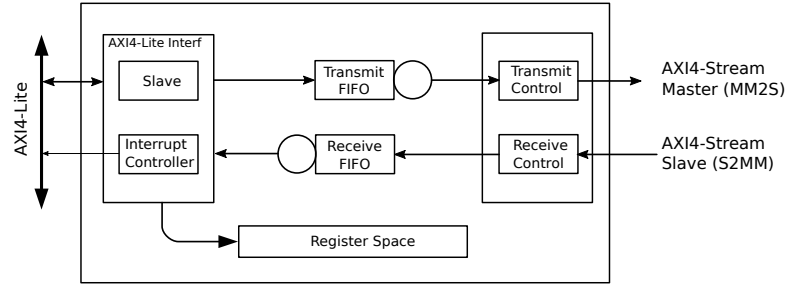 AXI4-Lite
AXI4-Lite Interf
Slave
Interrupt
Controller
Transmit
FIFO
Receive
FIFO
Transmit
Control
Receive
Control
Register Space
AXI4-Stream
Master (MM2S)
AXI4-Stream
Slave (S2MM)